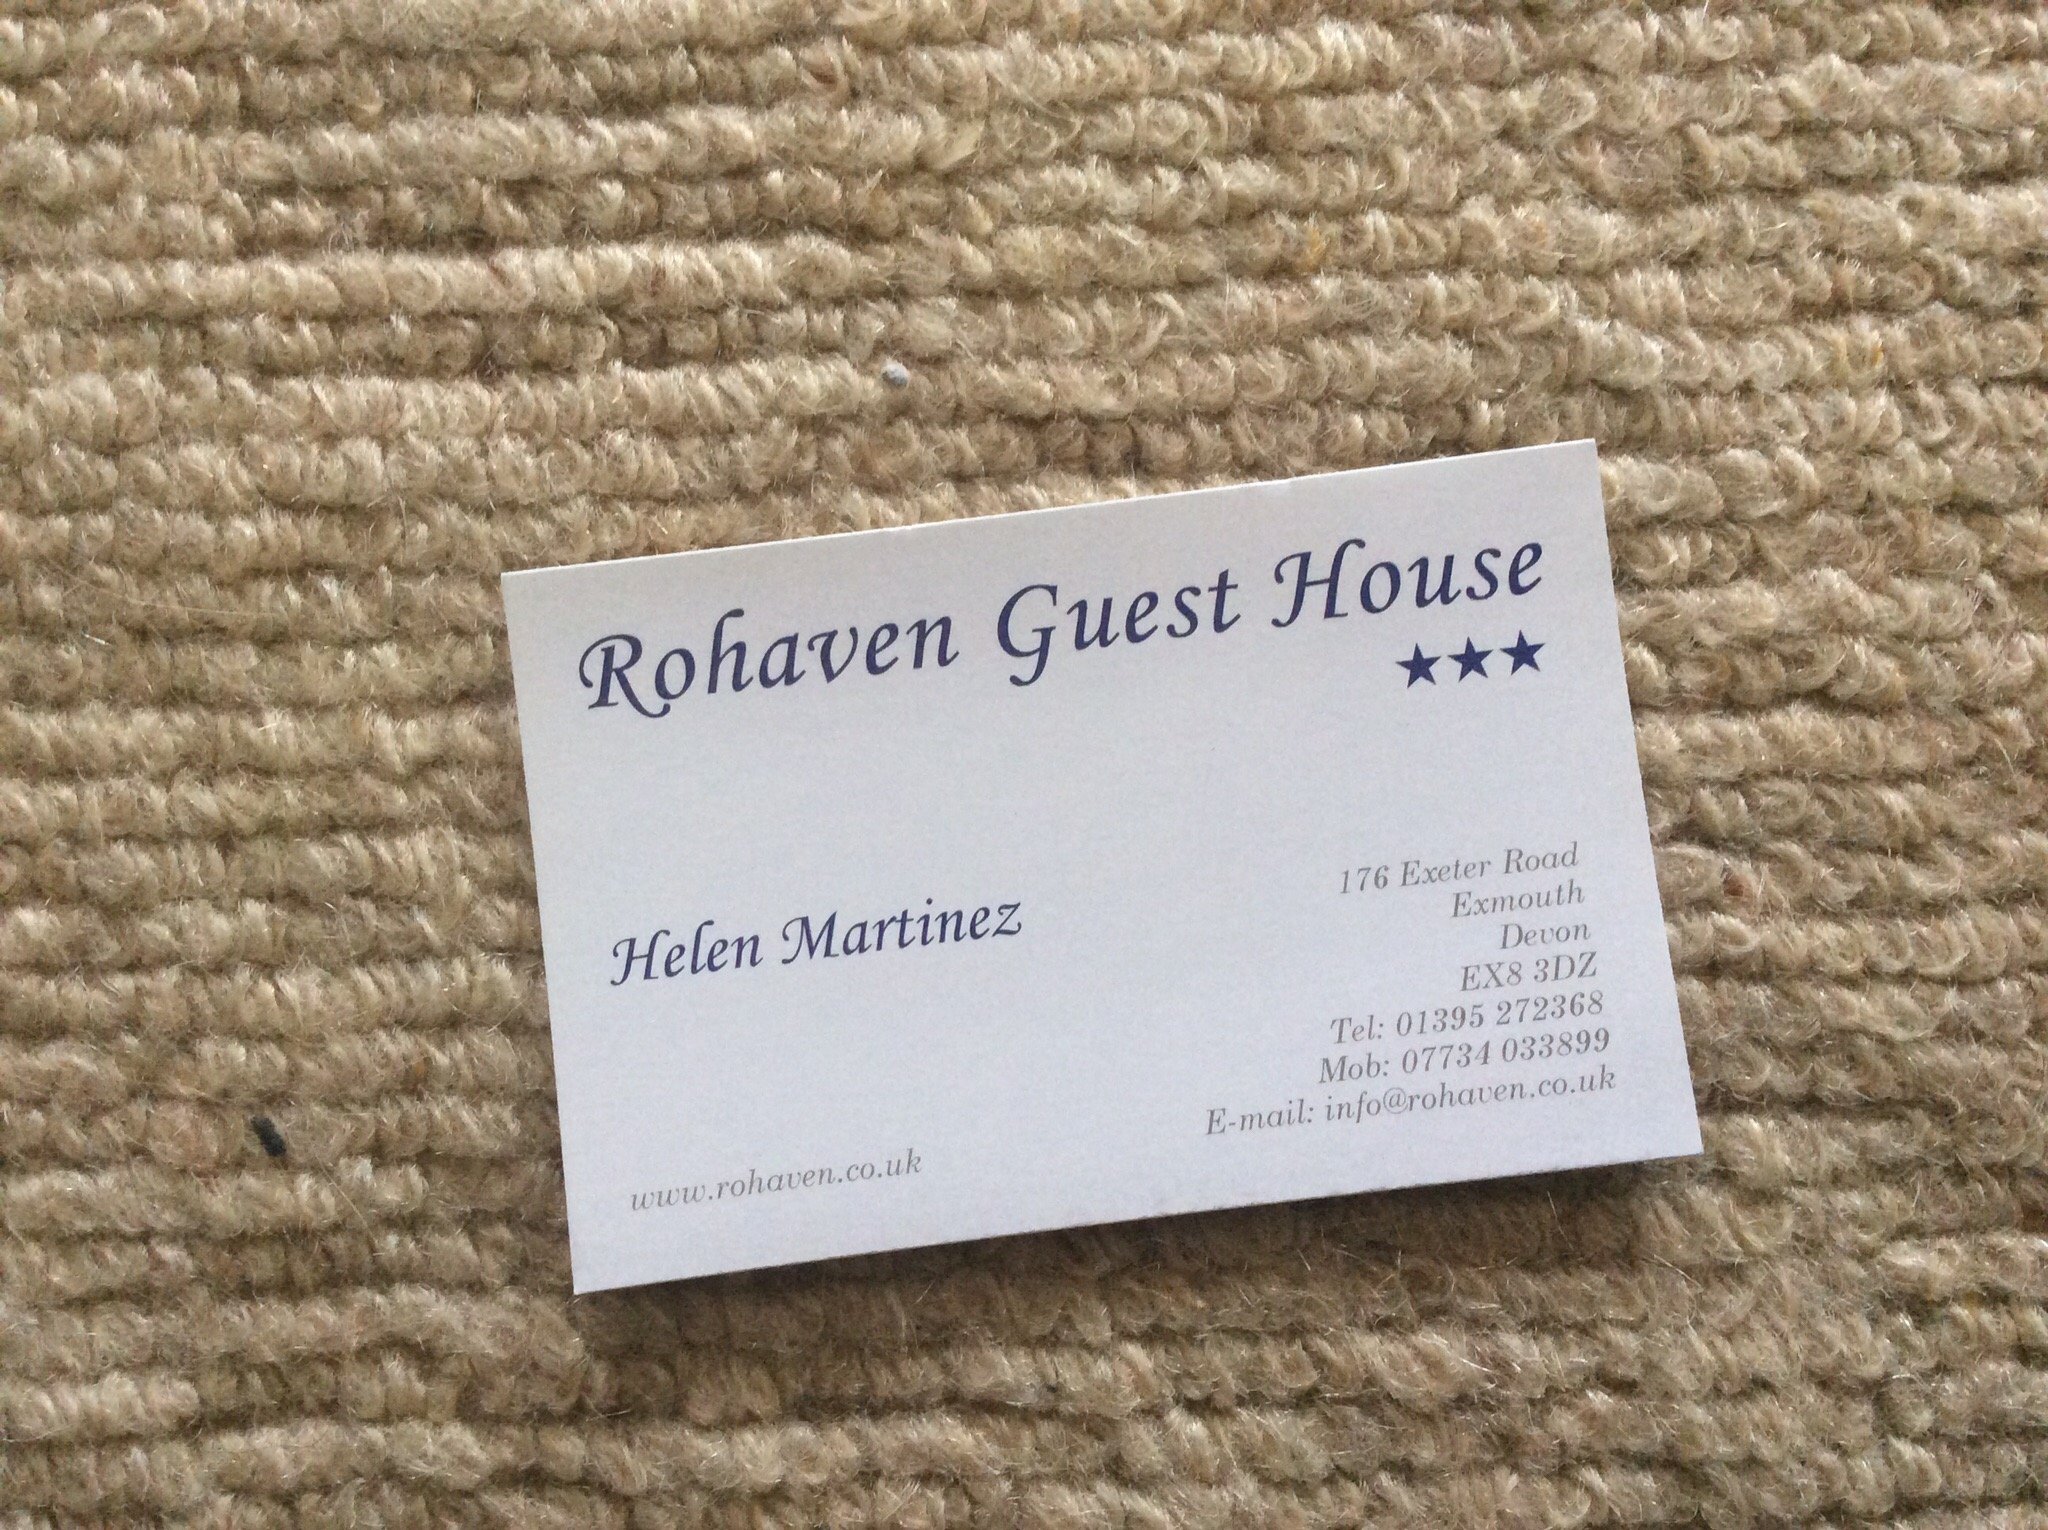 Rohaven Guest House
★★★
Helen Martinez
176 Exeter Road
Exmouth
Devon
EX8 3DZ
Tel: 01395 272368
Mob: 07734 033899
E-mail: info@rohaven.co.uk
www.rohaven.co.uk